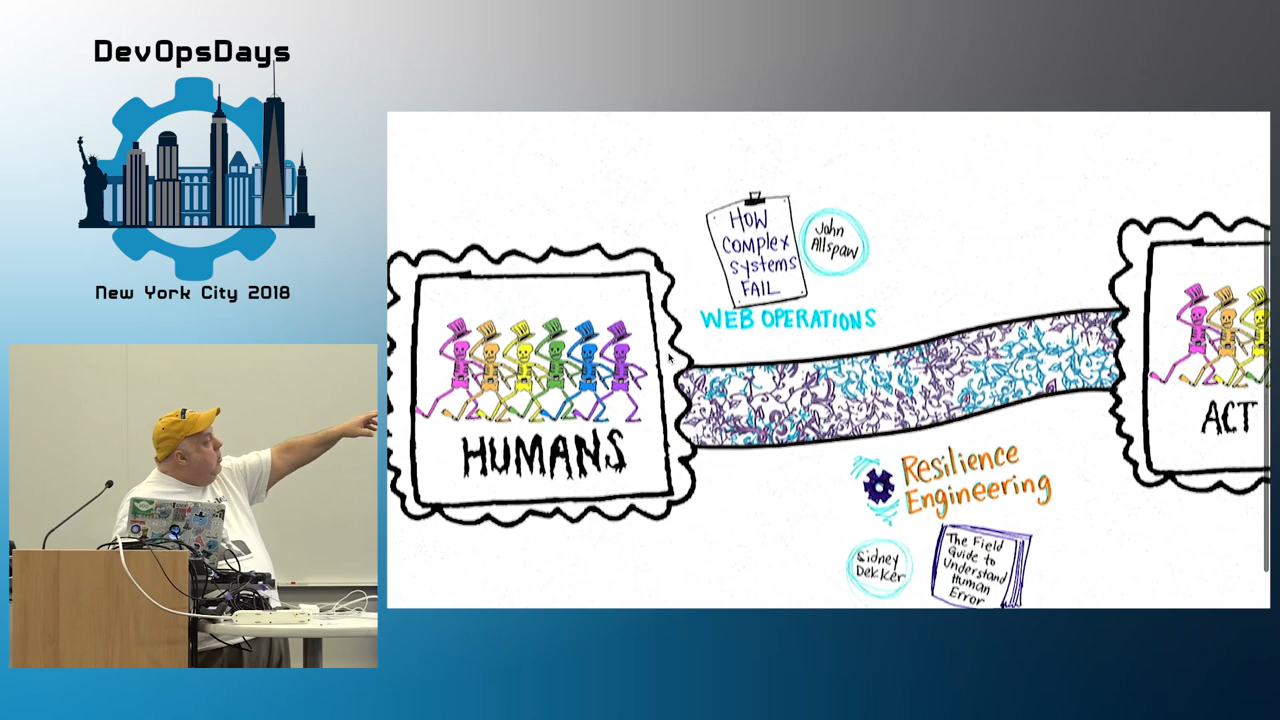 DevOpsDays
New York City 2018
HOW
COMPLEX
SYSTEMS
FAIL
John
Allspaw
WEB OPERATIONS
HUMANS
ACT
Resilience
Engineering
Sidney
Dekker
The Field
Guide to
Understand
Human
Error